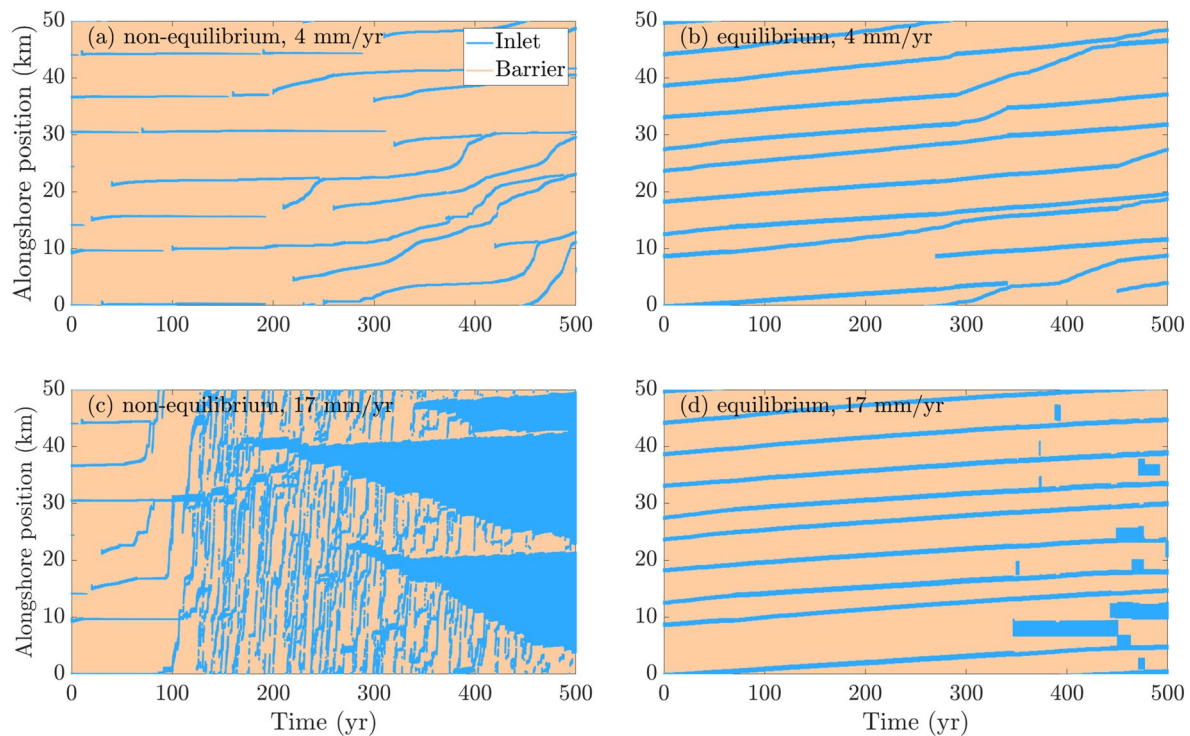 (a) non-equilibrium, 4 mm/yr
Inlet
Barrier
Alongshore position (km)
50
40
30
20
10
0
0 100 200 300 400 500
(b) equilibrium, 4 mm/yr
50
40
30
20
10
0
0 100 200 300 400 500
(c) non-equilibrium, 17 mm/yr
Alongshore position (km)
50
40
30
20
10
0
0 100 200 300 400 500
Time (yr)
(d) equilibrium, 17 mm/yr
50
40
30
20
10
0
0 100 200 300 400 500
Time (yr)